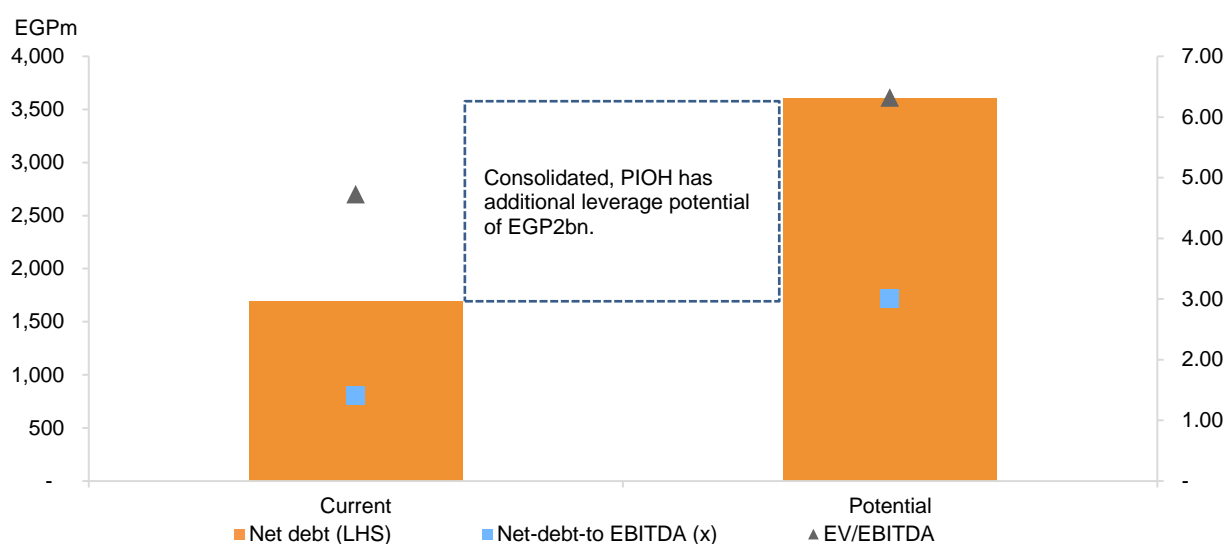 EGPm
4,000
3,500
3,000
2,500
2,000
1,500
1,000
500
-
7.00
6.00
5.00
4.00
3.00
2.00
1.00
-
Consolidated, PIOH has
additional leverage potential
of EGP2bn.
Current
Potential
Net debt (LHS)
Net-debt-to EBITDA (x)
EV/EBITDA